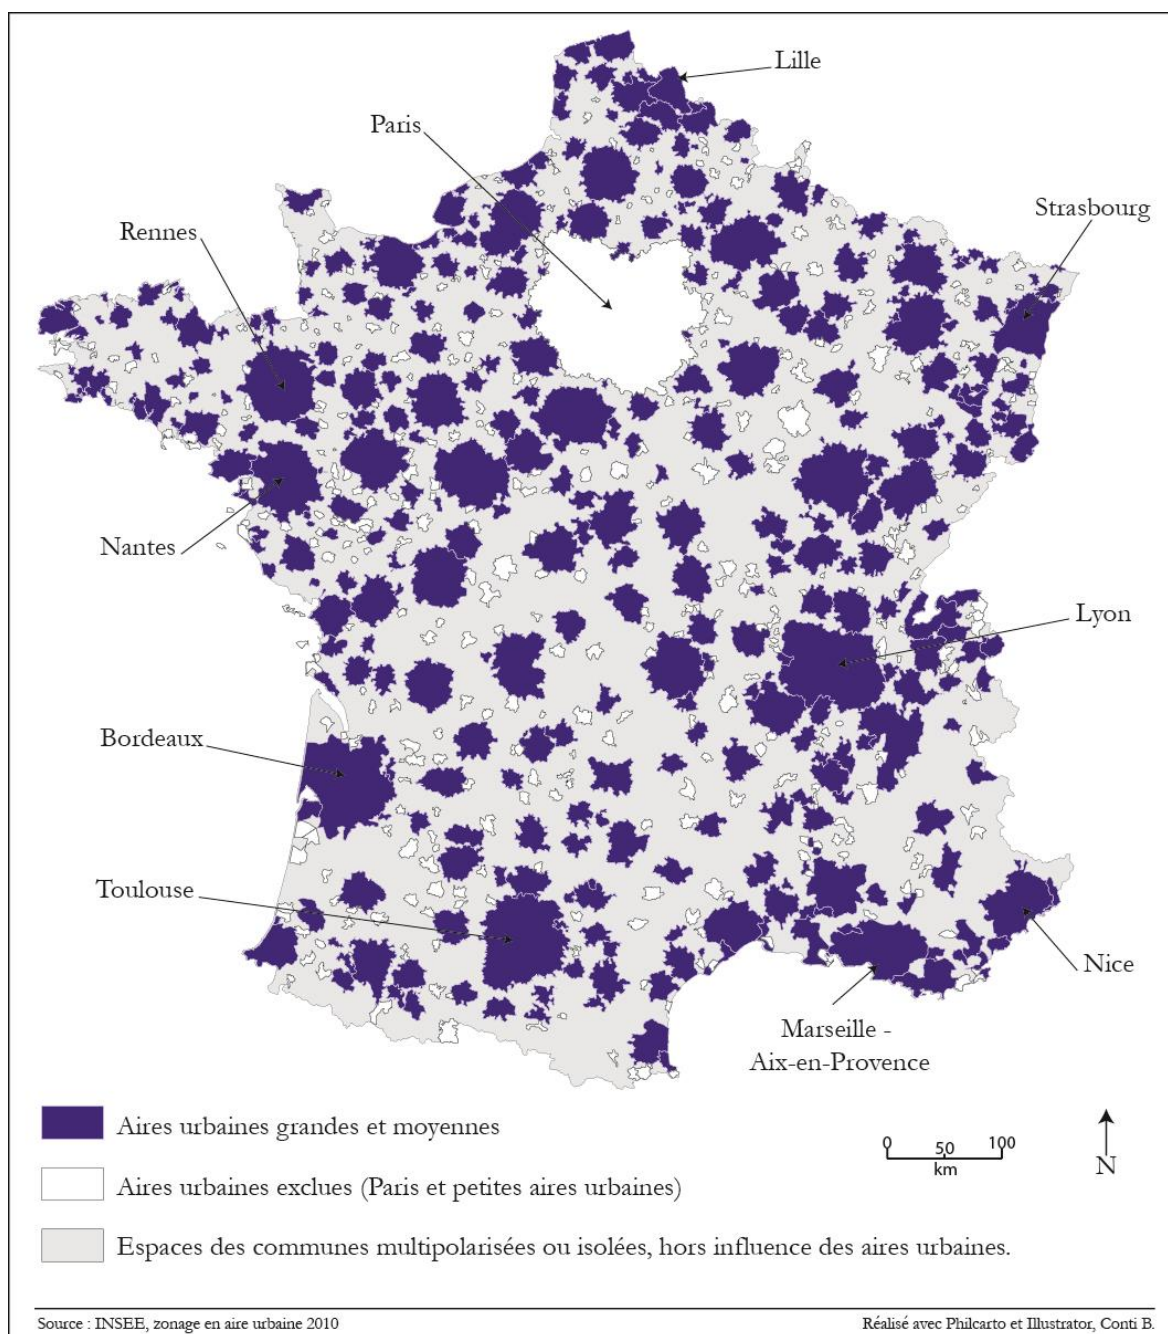 Lille
Paris
Strasbourg
Rennes
Nantes
Lyon
Bordeaux
Toulouse
Nice
Marseille -
Aix-en-Provence
Aires urbaines grandes et moyennes
0 50 100
km
N
Aires urbaines exclues (Paris et petites aires urbaines)
Espaces des communes multipolarisées ou isolées, hors influence des aires urbaines.
Source : INSEE, zonage en aire urbaine 2010
Réalisé avec Philcarto et Illustrator, Conti B.